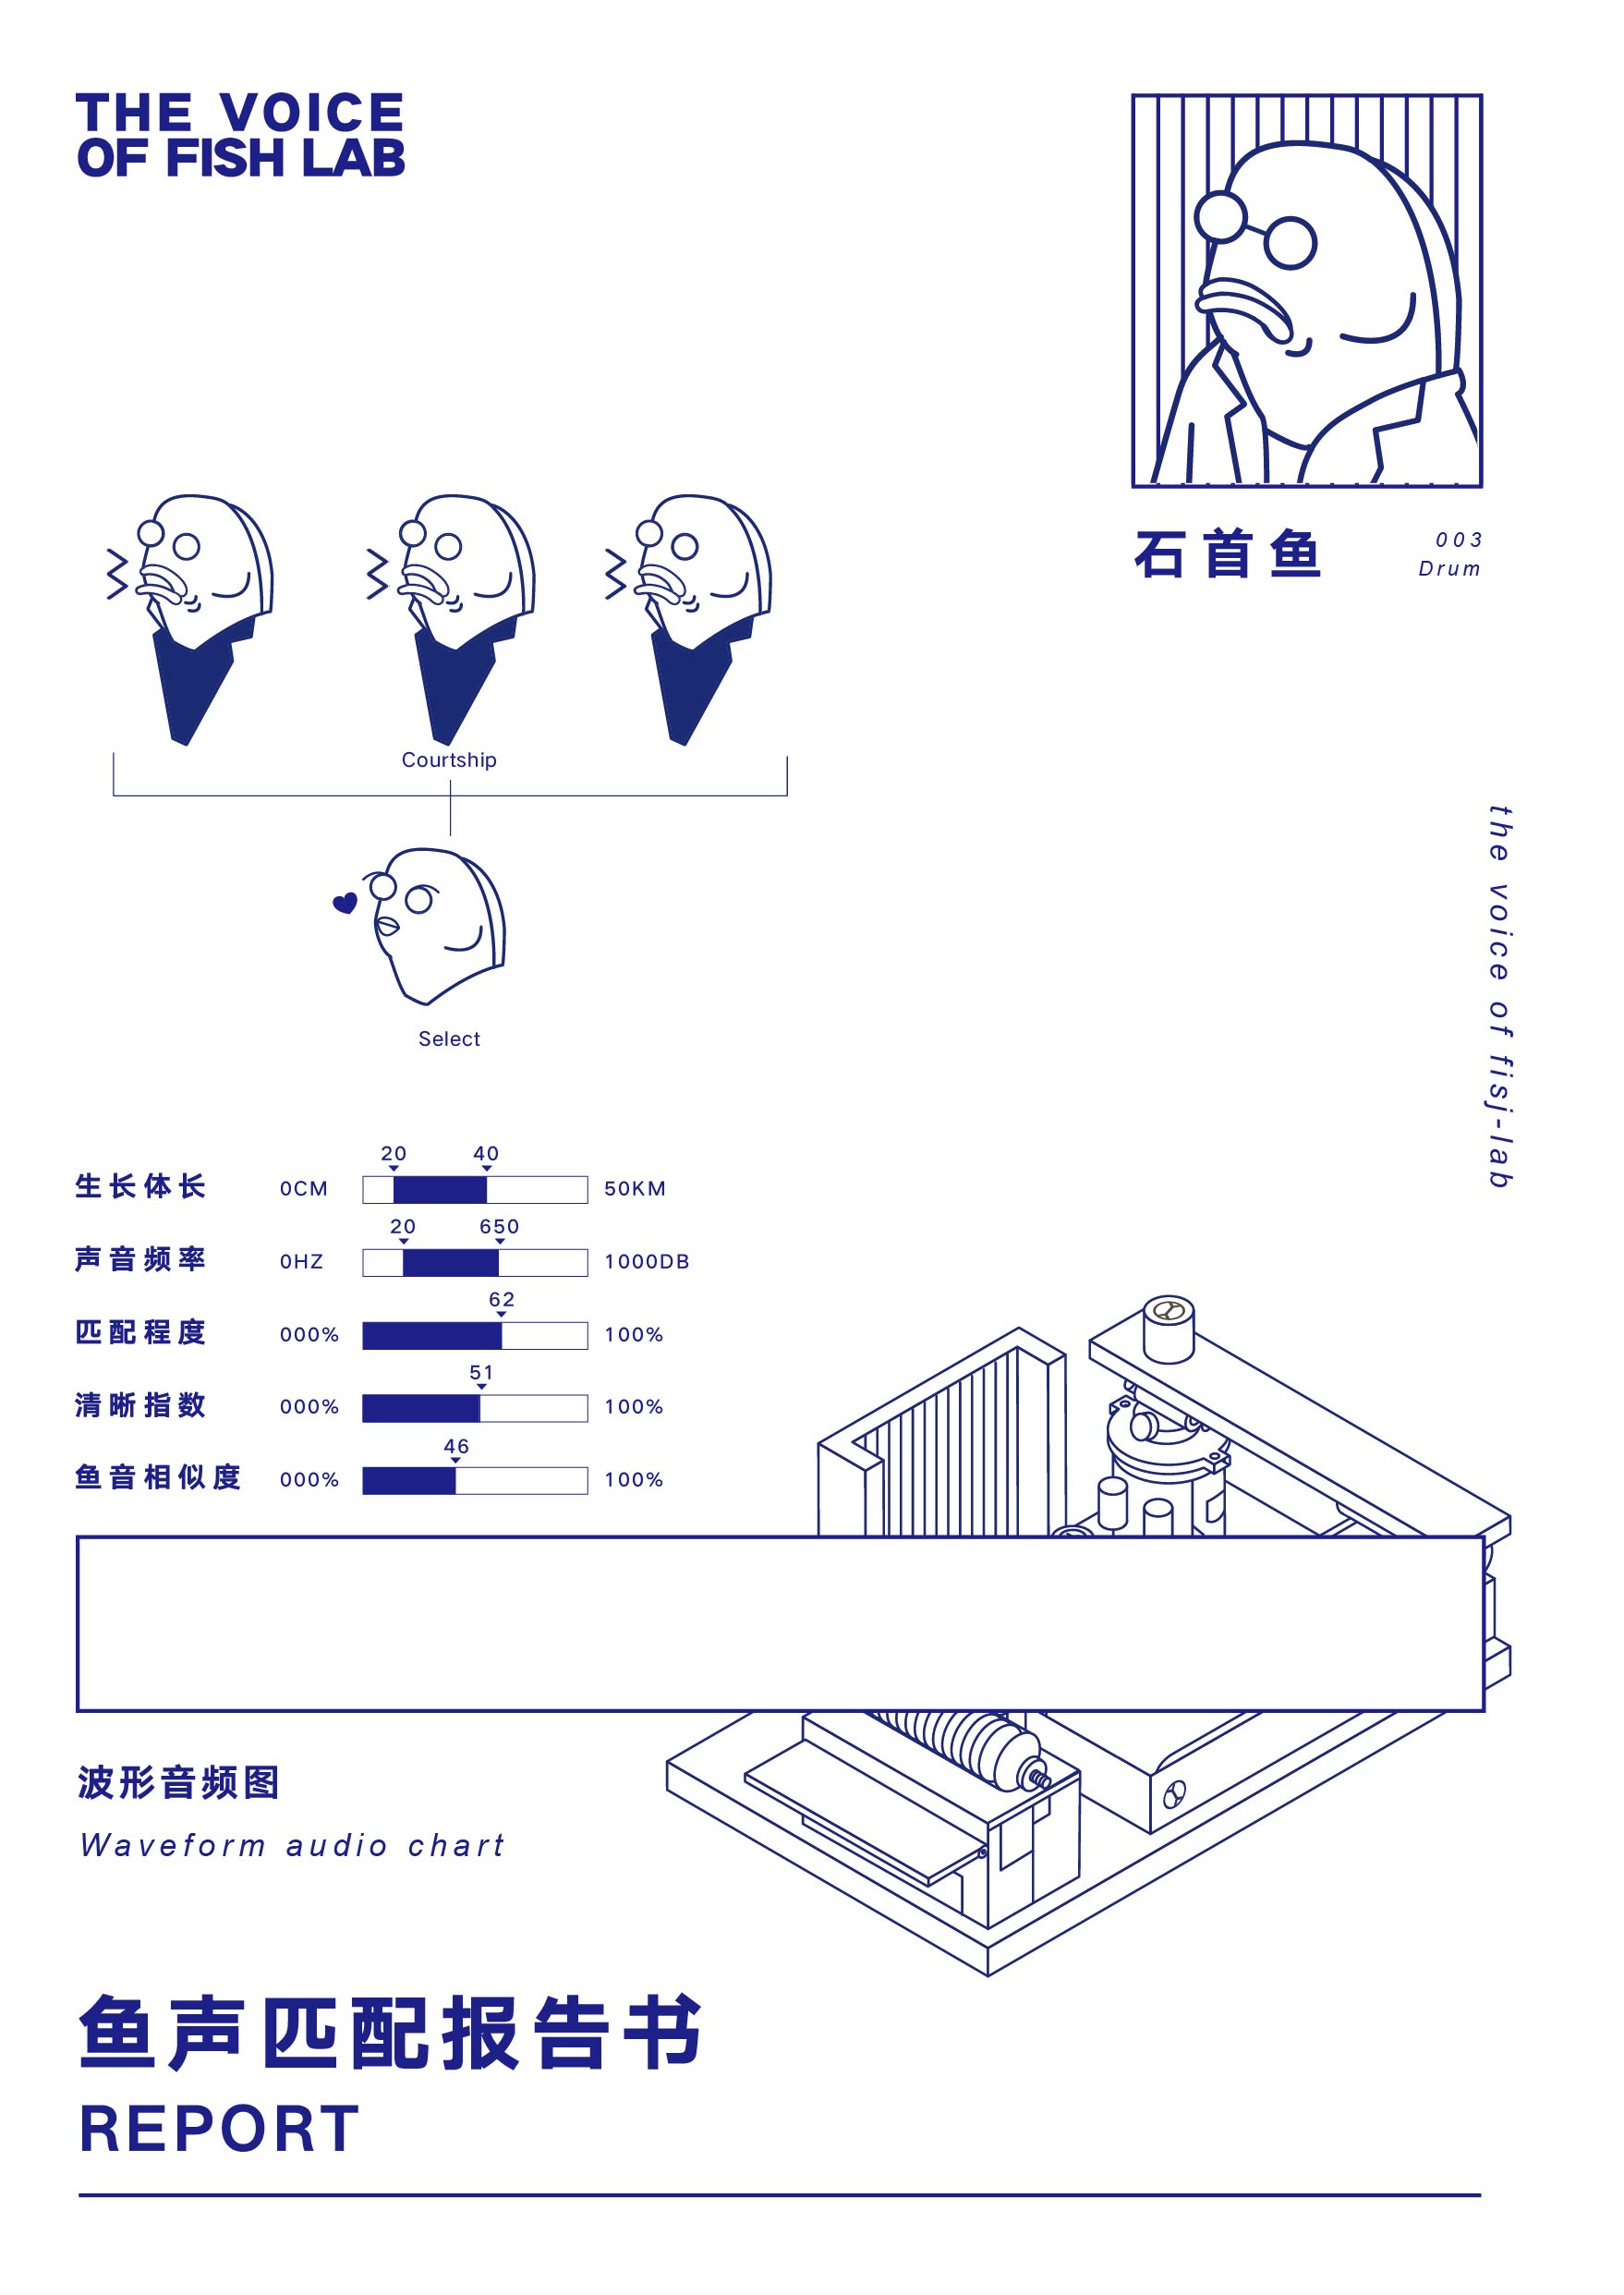 THE VOICE
OF FISH LAB
石首鱼
003
Drum
Courtship
Select
the voice of fisj-lab
20 40
生长体长 0CM 50KM
20 650
声音频率 0HZ 1000DB
62
匹配程度 000% 100%
51
清晰指数 000% 100%
46
鱼音相似度 000% 100%
波形音频图
Waveform audio chart
鱼声匹配报告书
REPORT